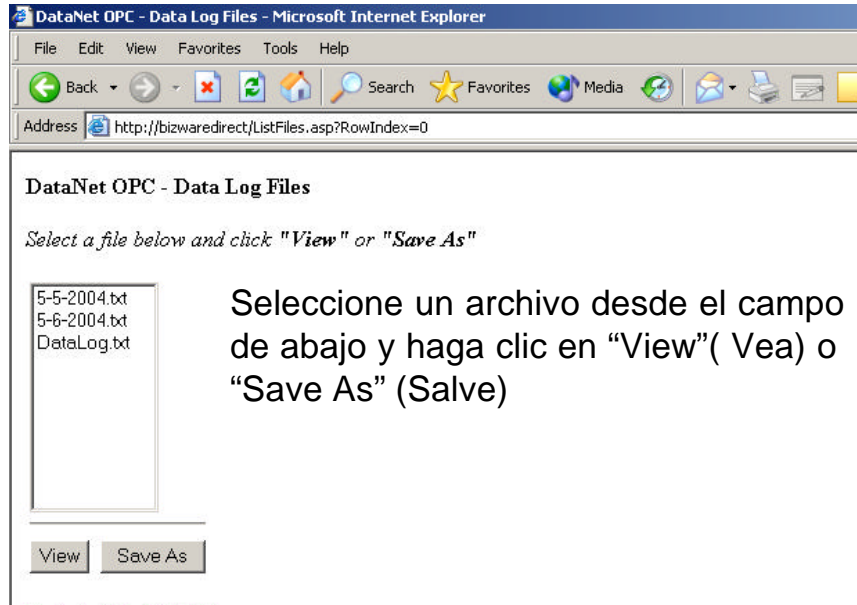 DataNet OPC - Data Log Files - Microsoft Internet Explorer
File Edit View Favorites Tools Help
Back Search Favorites Media
Address http://bizwaredirect/ListFiles.asp?RowIndex=0
DataNet OPC - Data Log Files
Select a file below and click "View" or "Save As"
5-5-2004.txt
5-6-2004.txt
DataLog.txt
Seleccione un archivo desde el campo
de abajo y haga clic en “View”( Vea) o
“Save As” (Salve)
View Save As